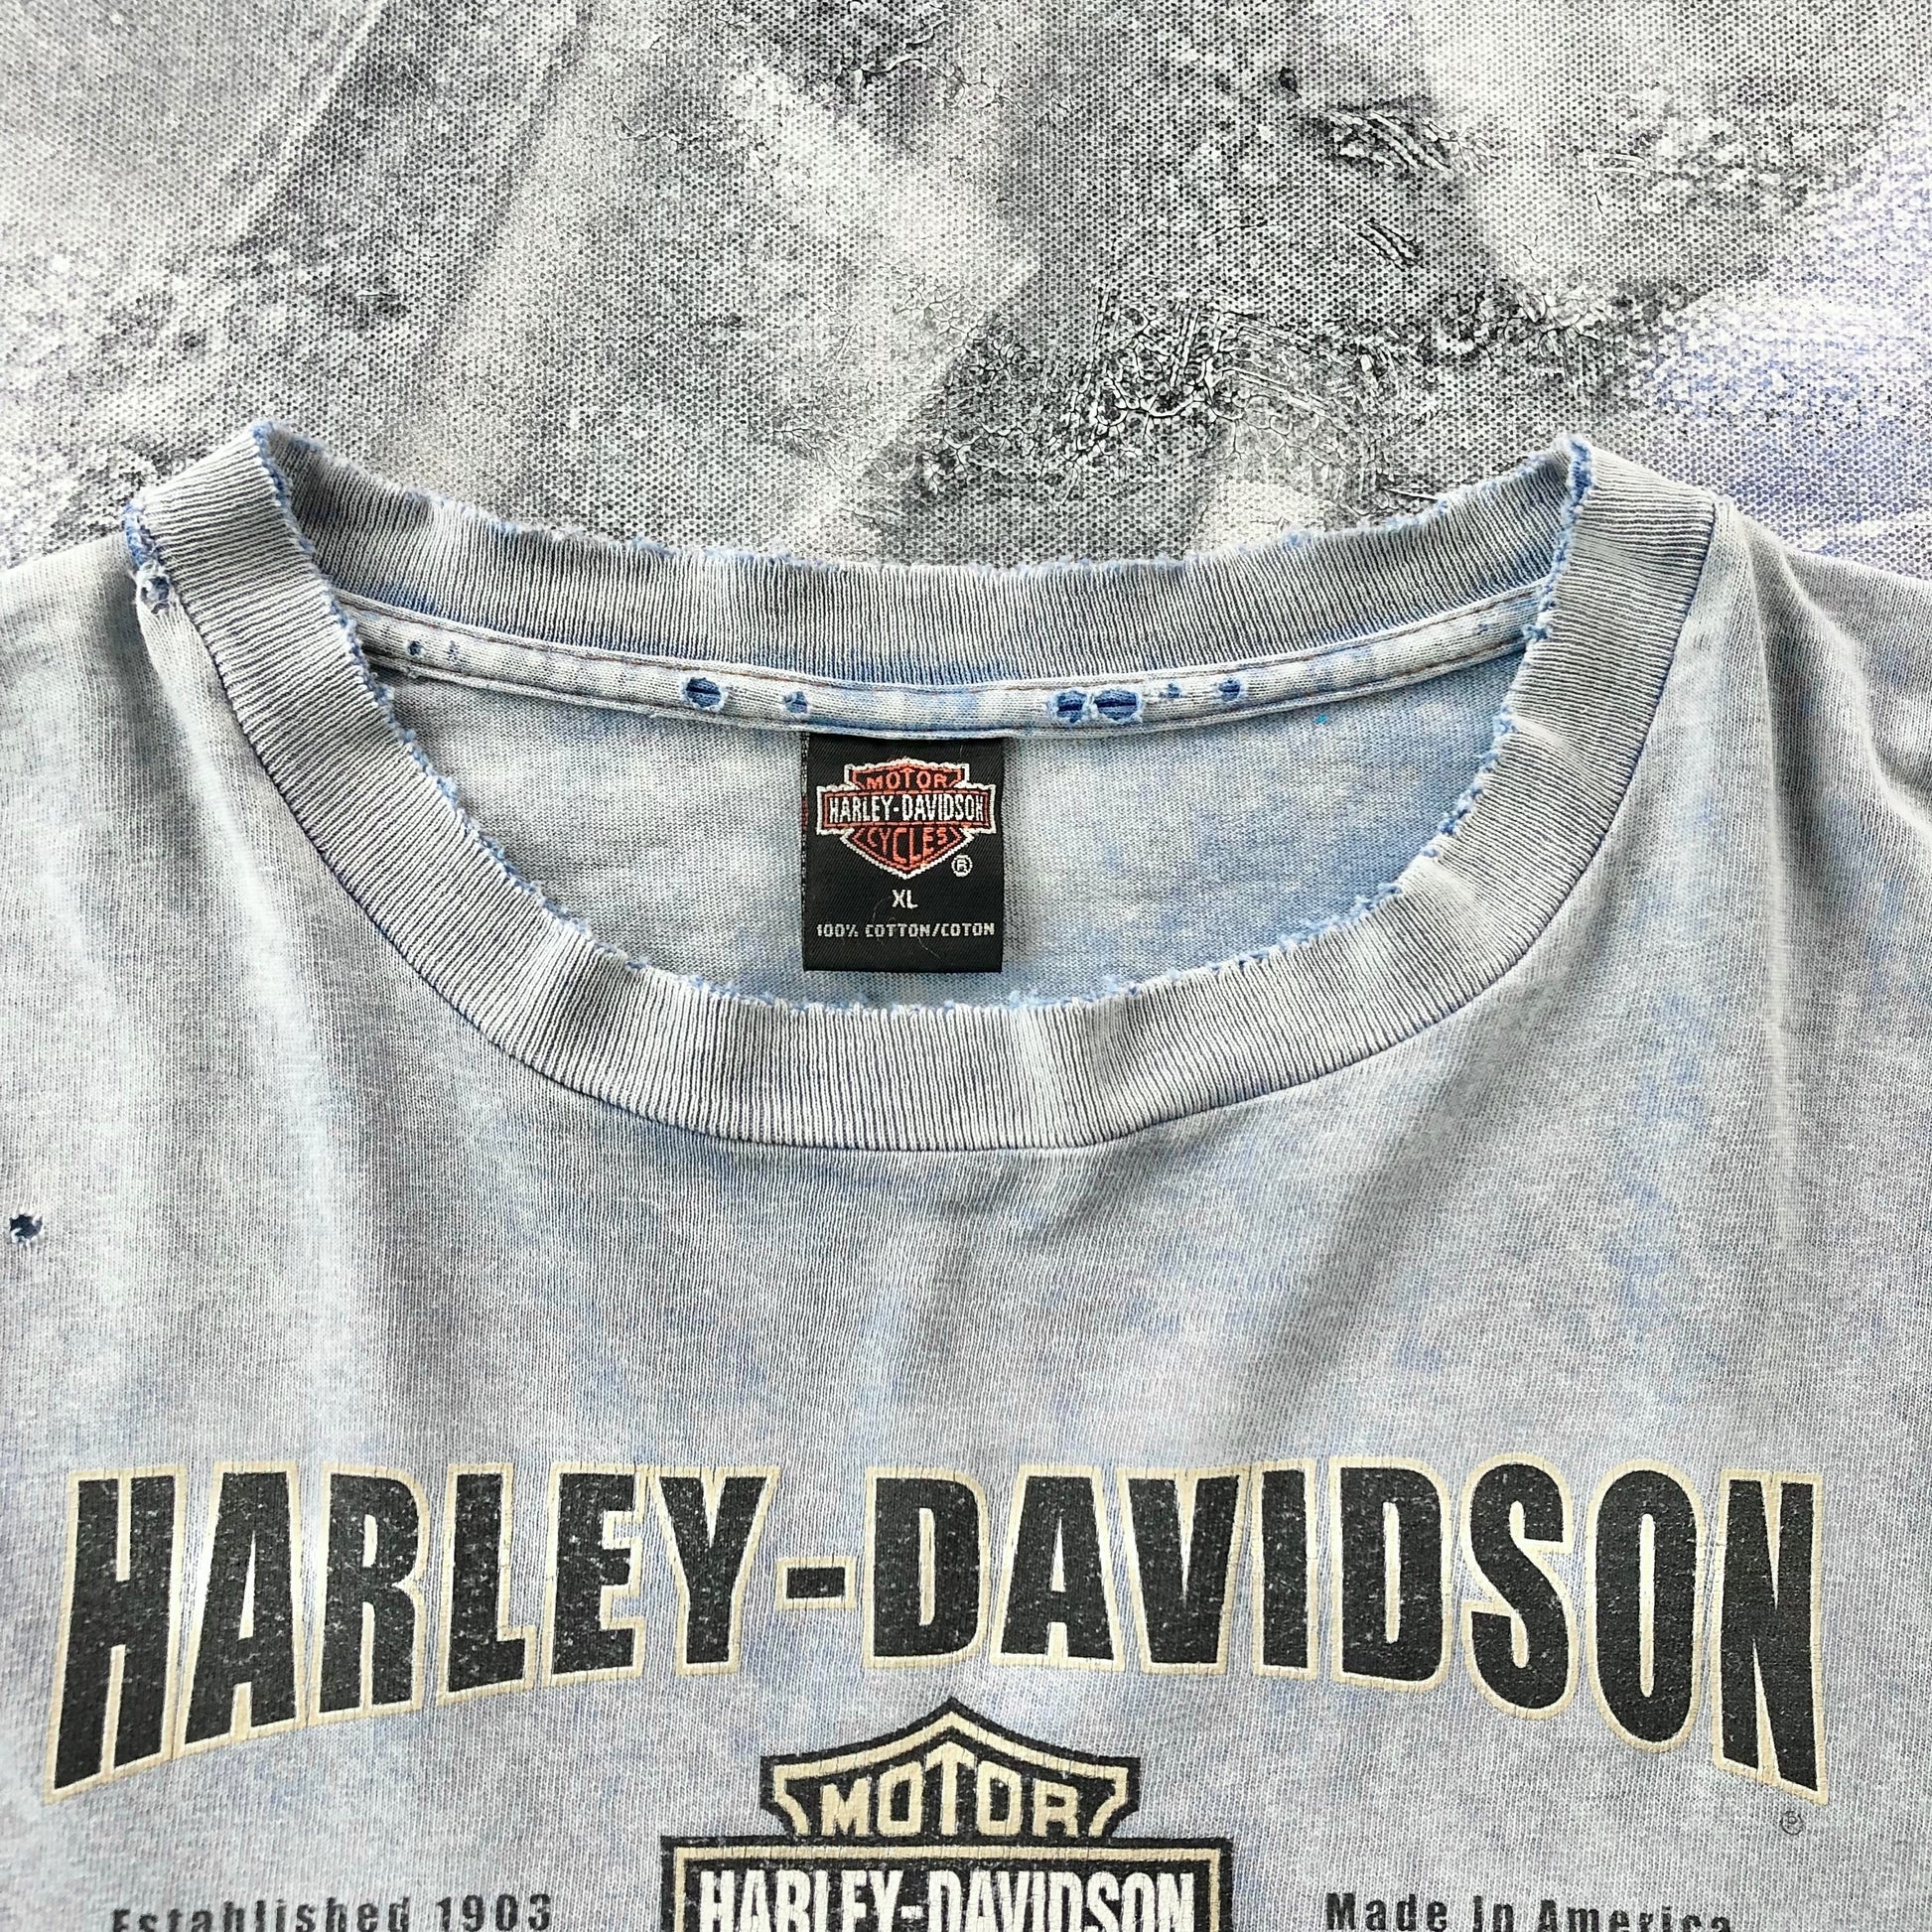 MOTOR
HARLEY-DAVIDSON
CYCLES
®
XL
100% COTTON/COTON
HARLEY-DAVIDSON
®
MOTOR
HARLEY-DAVIDSON
Established 1903
Made in America